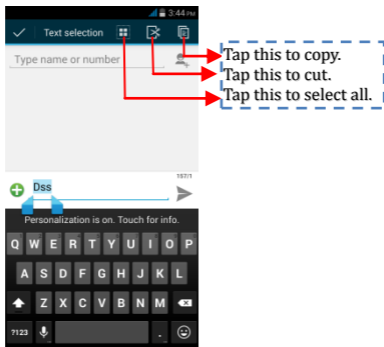 3:44 PM
Text selection
Type name or number
Tap this to copy.
Tap this to cut.
Tap this to select all.
157/1
Dss
Personalization is on. Touch for info.
Q W E R T Y U I O P
A S D F G H J K L
Z X C V B N M
?123 .